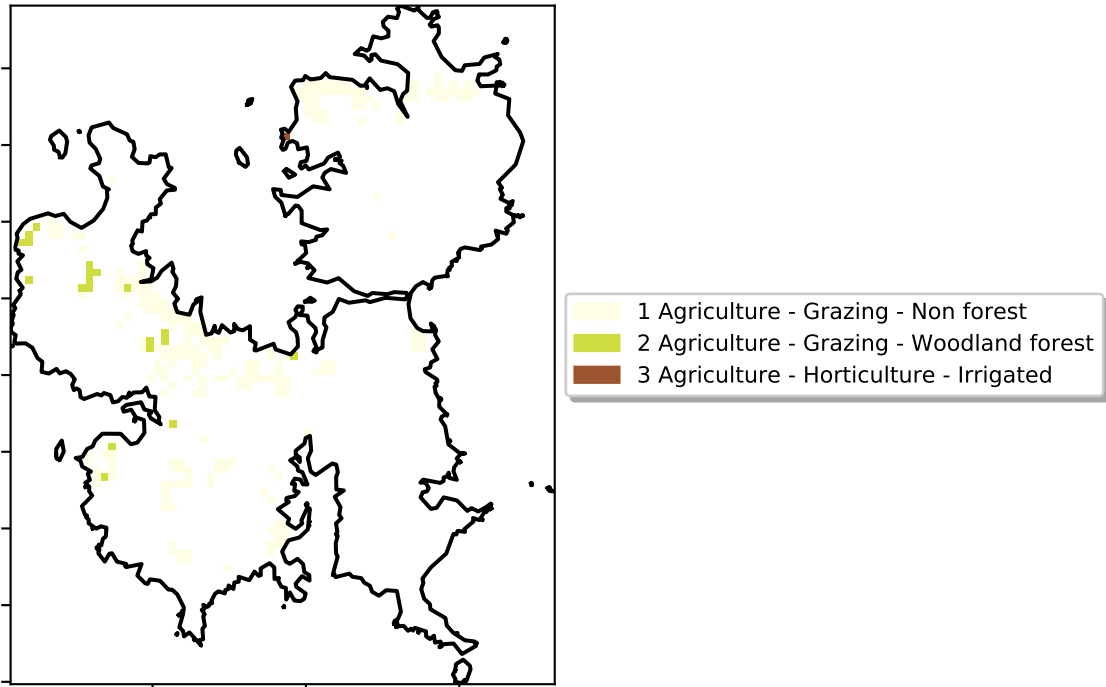 1 Agriculture - Grazing - Non forest
2 Agriculture - Grazing - Woodland forest
3 Agriculture - Horticulture - Irrigated